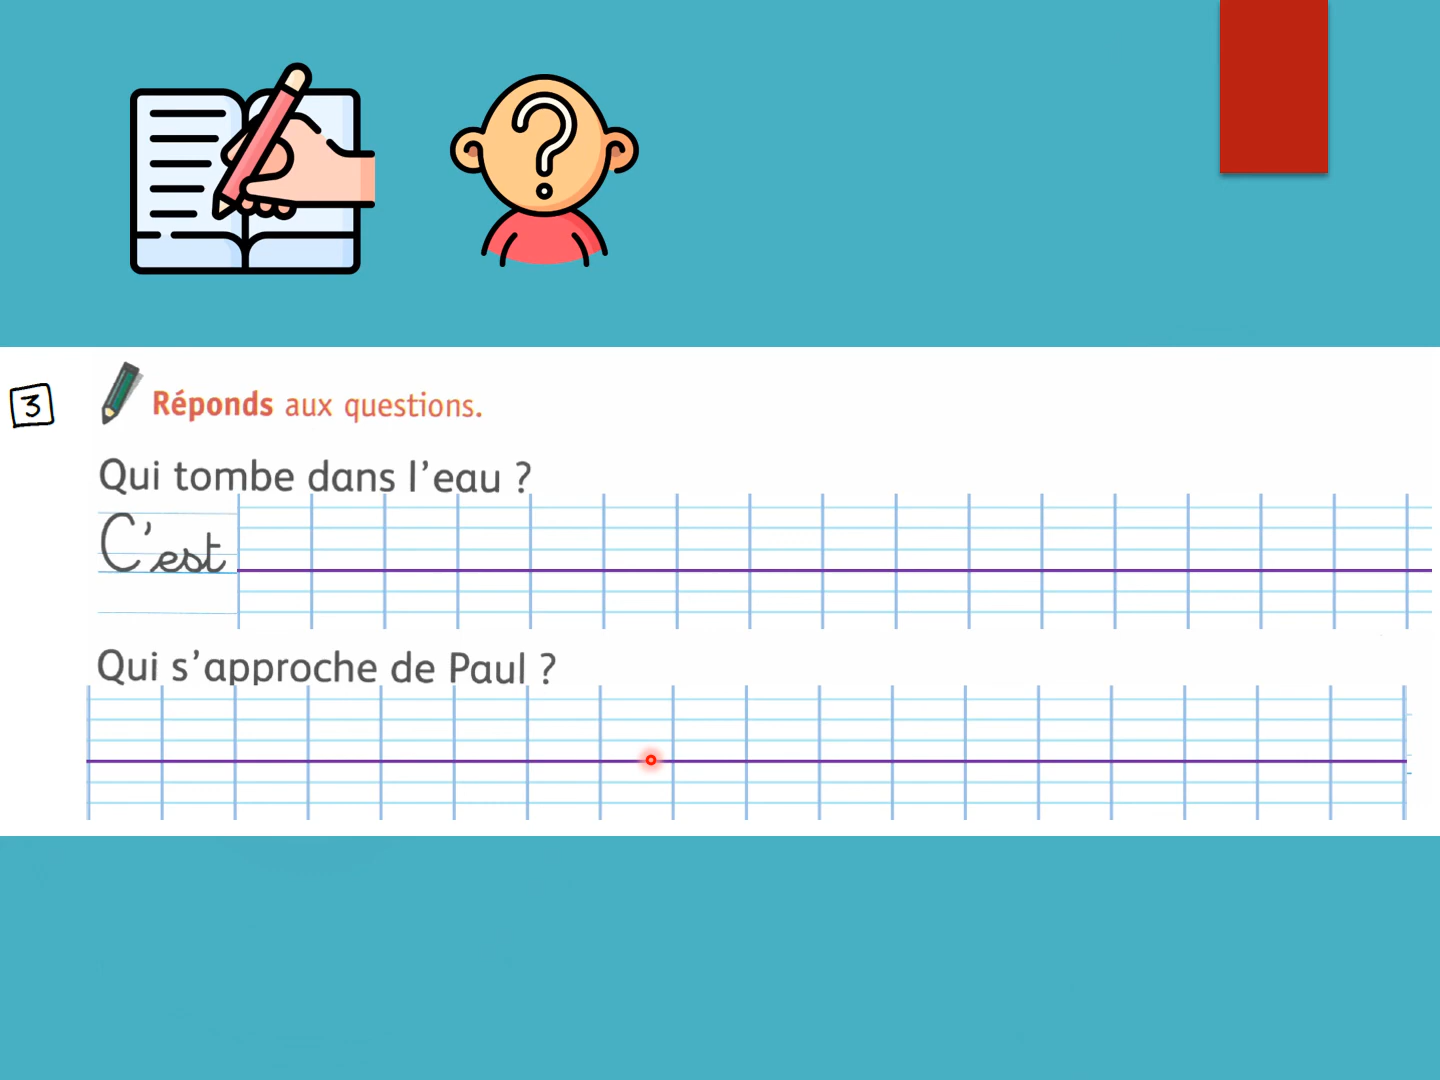 3
Réponds aux questions.
Qui tombe dans l'eau ?
C'est
Qui s'approche de Paul ?